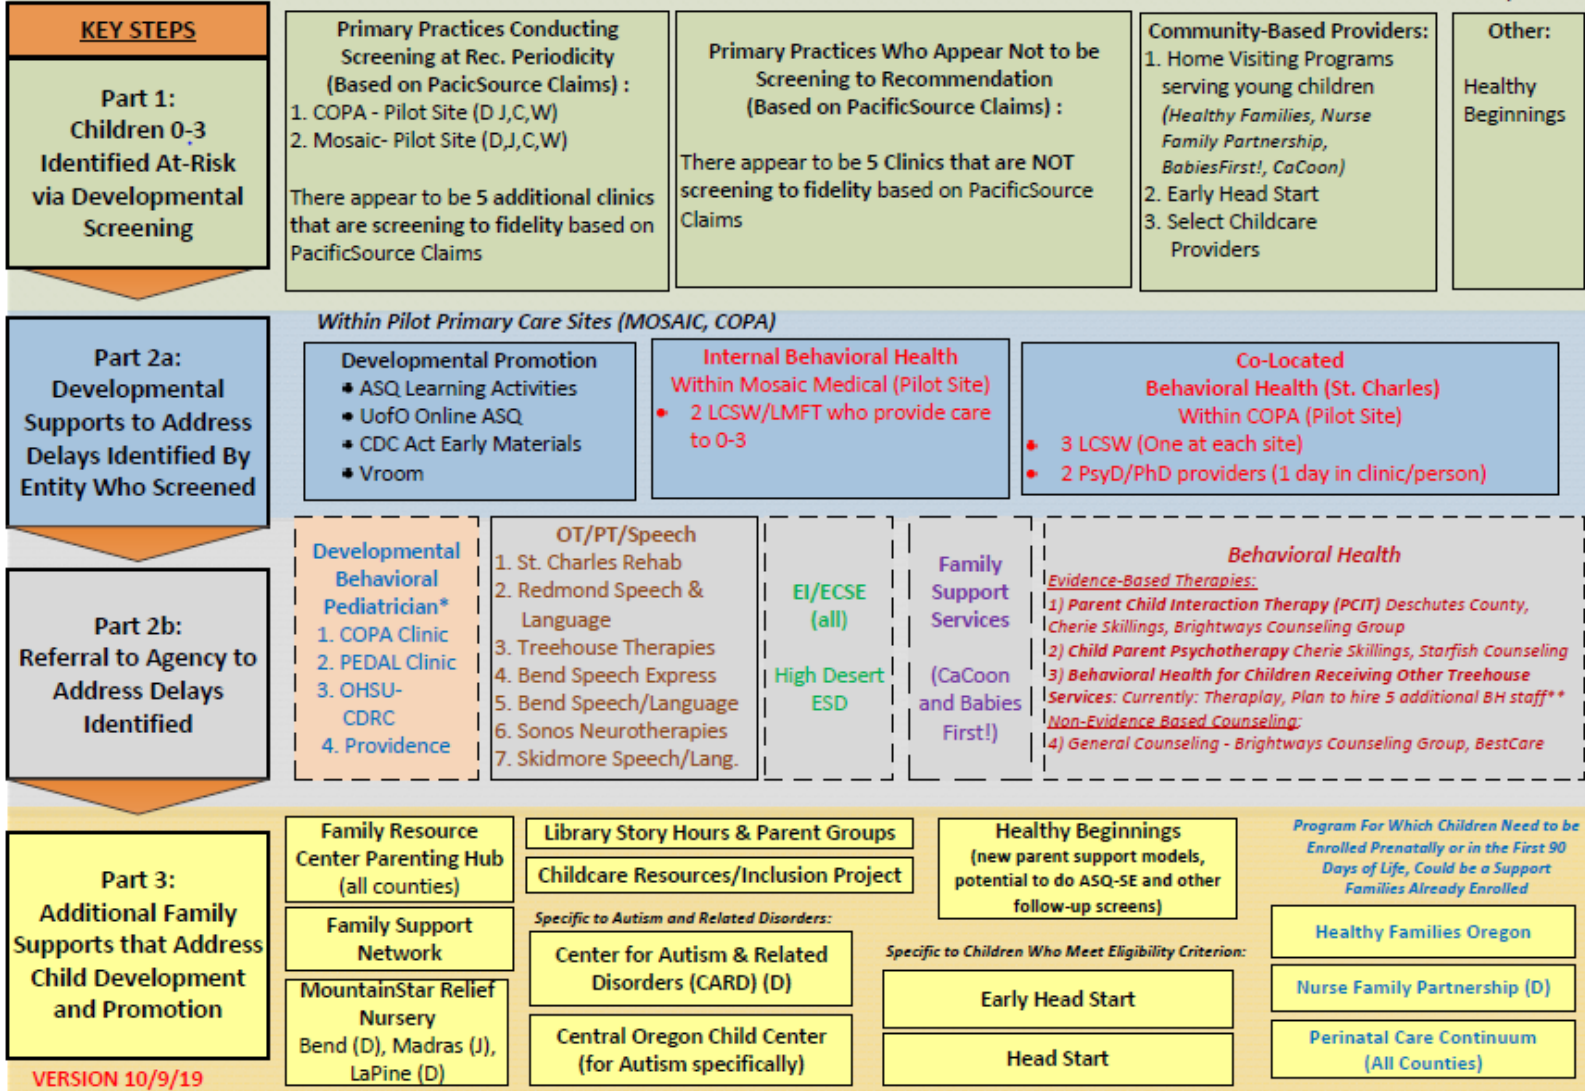 KEY STEPS
Part 1:
Children 0-3
Identified At-Risk
via Developmental
Screening
Primary Practices Conducting
Screening at Rec. Periodicity
(Based on PacicSource Claims) :
1. COPA - Pilot Site (D J,C,W)
2. Mosaic- Pilot Site (D,J,C,W)
There appear to be 5 additional clinics
that are screening to fidelity based on
PacificSource Claims
Primary Practices Who Appear Not to be
Screening to Recommendation
(Based on PacificSource Claims) :
There appear to be 5 Clinics that are NOT
screening to fidelity based on PacificSource
Claims
Community-Based Providers:
1. Home Visiting Programs
serving young children
(Healthy Families, Nurse
Family Partnership,
BabiesFirst!, CaCoon)
2. Early Head Start
3. Select Childcare
Providers
Other:
Healthy
Beginnings
Part 2a:
Developmental
Supports to Address
Delays Identified By
Entity Who Screened
Within Pilot Primary Care Sites (MOSAIC, COPA)
Developmental Promotion
• ASQ Learning Activities
• UofO Online ASQ
• CDC Act Early Materials
• Vroom
Internal Behavioral Health
Within Mosaic Medical (Pilot Site)
• 2 LCSW/LMFT who provide care
to 0-3
Co-Located
Behavioral Health (St. Charles)
Within COPA (Pilot Site)
• 3 LCSW (One at each site)
• 2 PsyD/PhD providers (1 day in clinic/person)
Part 2b:
Referral to Agency to
Address Delays
Identified
Developmental
Behavioral
Pediatrician*
1. COPA Clinic
2. PEDAL Clinic
3. OHSU-
CDRC
4. Providence
OT/PT/Speech
1. St. Charles Rehab
2. Redmond Speech &
Language
3. Treehouse Therapies
4. Bend Speech Express
5. Bend Speech/Language
6. Sonos Neurotherapies
7. Skidmore Speech/Lang.
EI/ECSE
(all)
High Desert
ESD
Family
Support
Services
(CaCoon
and Babies
First!)
Behavioral Health
Evidence-Based Therapies:
1) Parent Child Interaction Therapy (PCIT) Deschutes County,
Cherie Skillings, Brightways Counseling Group
2) Child Parent Psychotherapy Cherie Skillings, Starfish Counseling
3) Behavioral Health for Children Receiving Other Treehouse
Services: Currently: Theraplay, Plan to hire 5 additional BH staff**
Non-Evidence Based Counseling:
4) General Counseling - Brightways Counseling Group, BestCare
Part 3:
Additional Family
Supports that Address
Child Development
and Promotion
VERSION 10/9/19
Family Resource
Center Parenting Hub
(all counties)
Family Support
Network
MountainStar Relief
Nursery
Bend (D), Madras (J),
LaPine (D)
Library Story Hours & Parent Groups
Childcare Resources/Inclusion Project
Specific to Autism and Related Disorders:
Center for Autism & Related
Disorders (CARD) (D)
Central Oregon Child Center
(for Autism specifically)
Healthy Beginnings
(new parent support models,
potential to do ASQ-SE and other
follow-up screens)
Specific to Children Who Meet Eligibility Criterion:
Early Head Start
Head Start
Program For Which Children Need to be
Enrolled Prenatally or in the First 90
Days of Life, Could be a Support
Families Already Enrolled
Healthy Families Oregon
Nurse Family Partnership (D)
Perinatal Care Continuum
(All Counties)